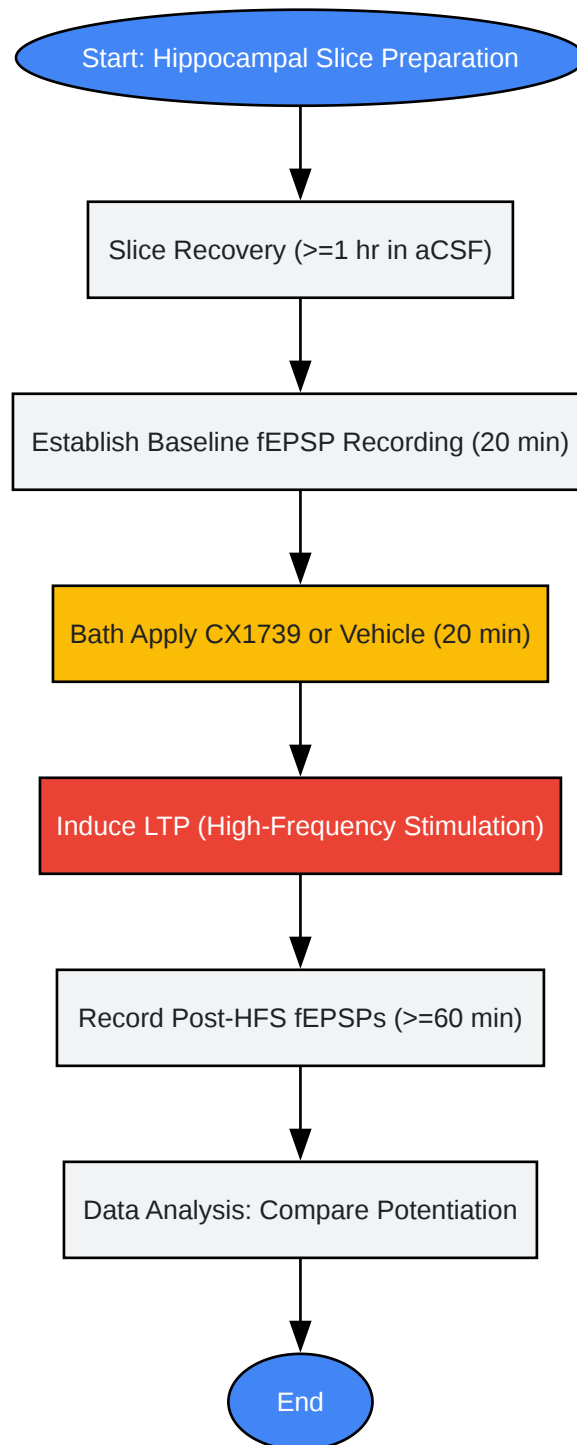 Start: Hippocampal Slice Preparation
Slice Recovery (>=1 hr in aCSF)
Establish Baseline fEPSP Recording (20 min)
Bath Apply CX1739 or Vehicle (20 min)
Induce LTP (High-Frequency Stimulation)
Record Post-HFS fEPSPs (>=60 min)
Data Analysis: Compare Potentiation
End